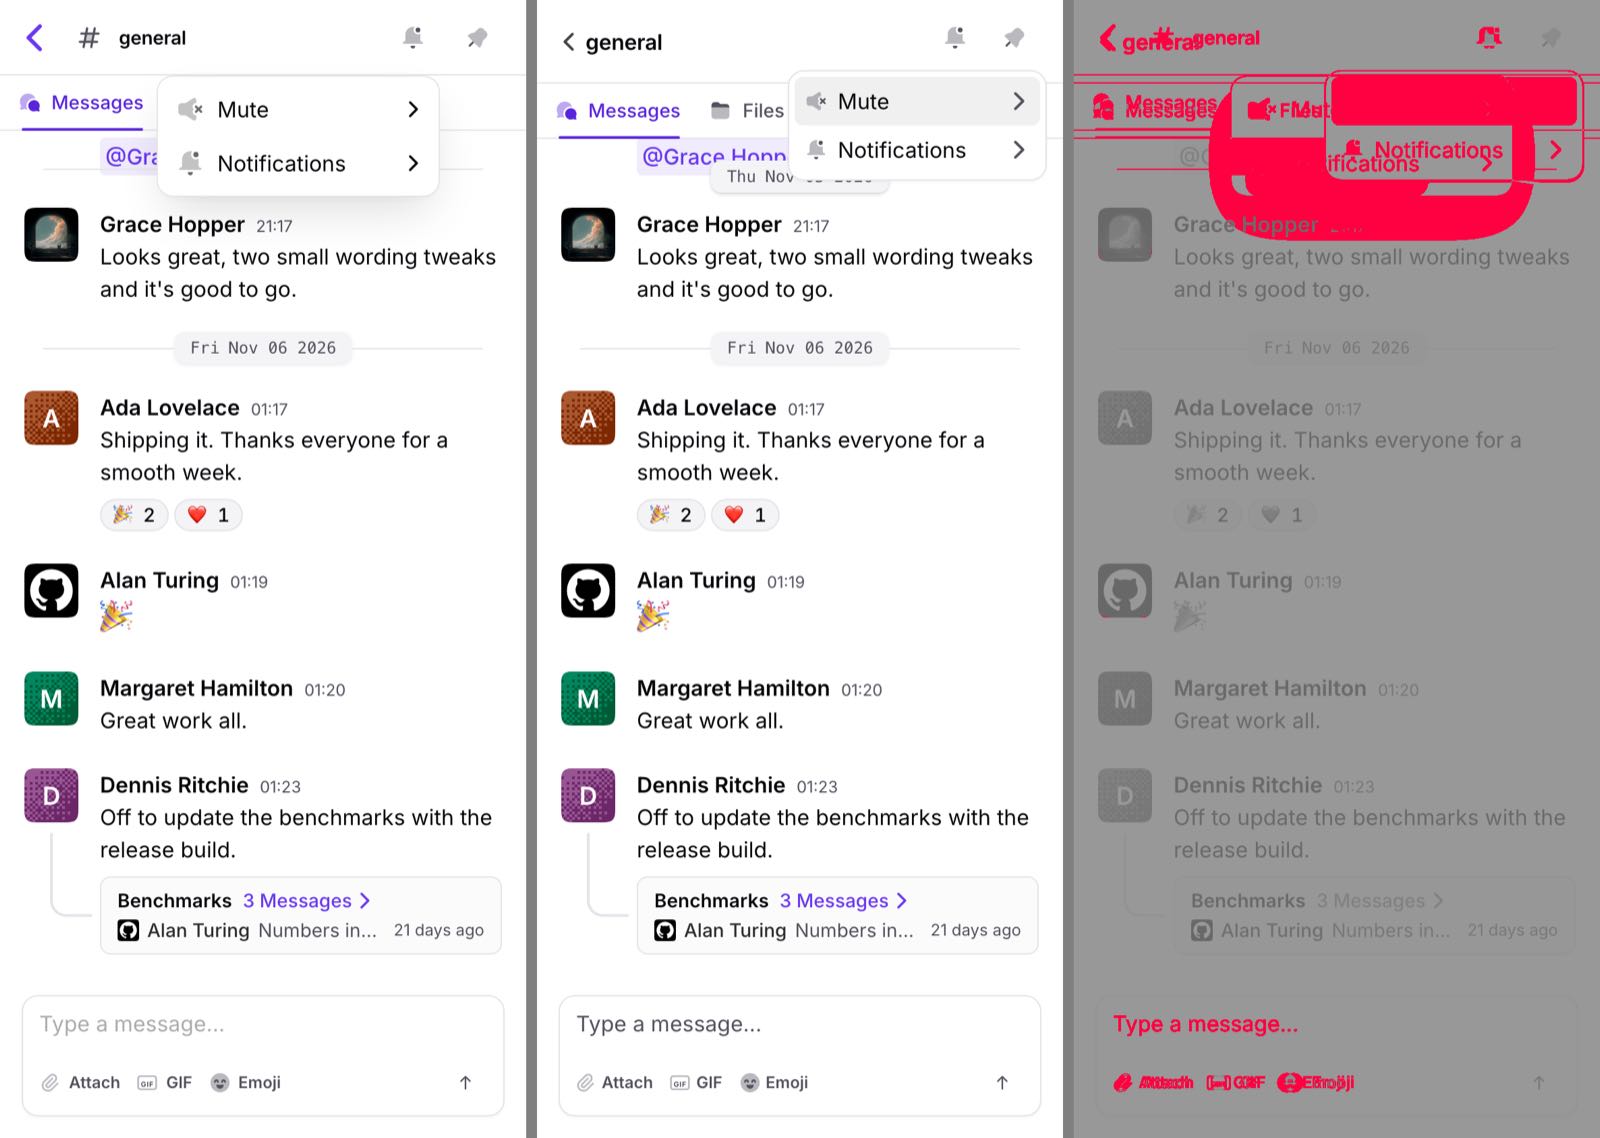 general
Messages
Mute
Notifications
@Gra
Grace Hopper 21:17
Looks great, two small wording tweaks
and it's good to go.
Fri Nov 06 2026
A
Ada Lovelace 01:17
Shipping it. Thanks everyone for a
smooth week.
2 1
Alan Turing 01:19
M
Margaret Hamilton 01:20
Great work all.
D
Dennis Ritchie 01:23
Off to update the benchmarks with the
release build.
Benchmarks 3 Messages
Alan Turing Numbers in... 21 days ago
Type a message...
Attach GIF GIF Emoji
general
Messages Files
Mute
Notifications
@Grace Hopp
Thu Nov
Grace Hopper 21:17
Looks great, two small wording tweaks
and it's good to go.
Fri Nov 06 2026
A
Ada Lovelace 01:17
Shipping it. Thanks everyone for a
smooth week.
2 1
Alan Turing 01:19
M
Margaret Hamilton 01:20
Great work all.
D
Dennis Ritchie 01:23
Off to update the benchmarks with the
release build.
Benchmarks 3 Messages
Alan Turing Numbers in... 21 days ago
Type a message...
Attach GIF GIF Emoji
general general
Messages
Notifications
Grace Hopper
Looks great, two small wording tweaks
and it's good to go.
Fri Nov 06 2026
A
Ada Lovelace 01:17
Shipping it. Thanks everyone for a
smooth week.
2 1
Alan Turing 01:19
M
Margaret Hamilton 01:20
Great work all.
D
Dennis Ritchie 01:23
Off to update the benchmarks with the
release build.
Benchmarks 3 Messages
Alan Turing Numbers in... 21 days ago
Type a message...